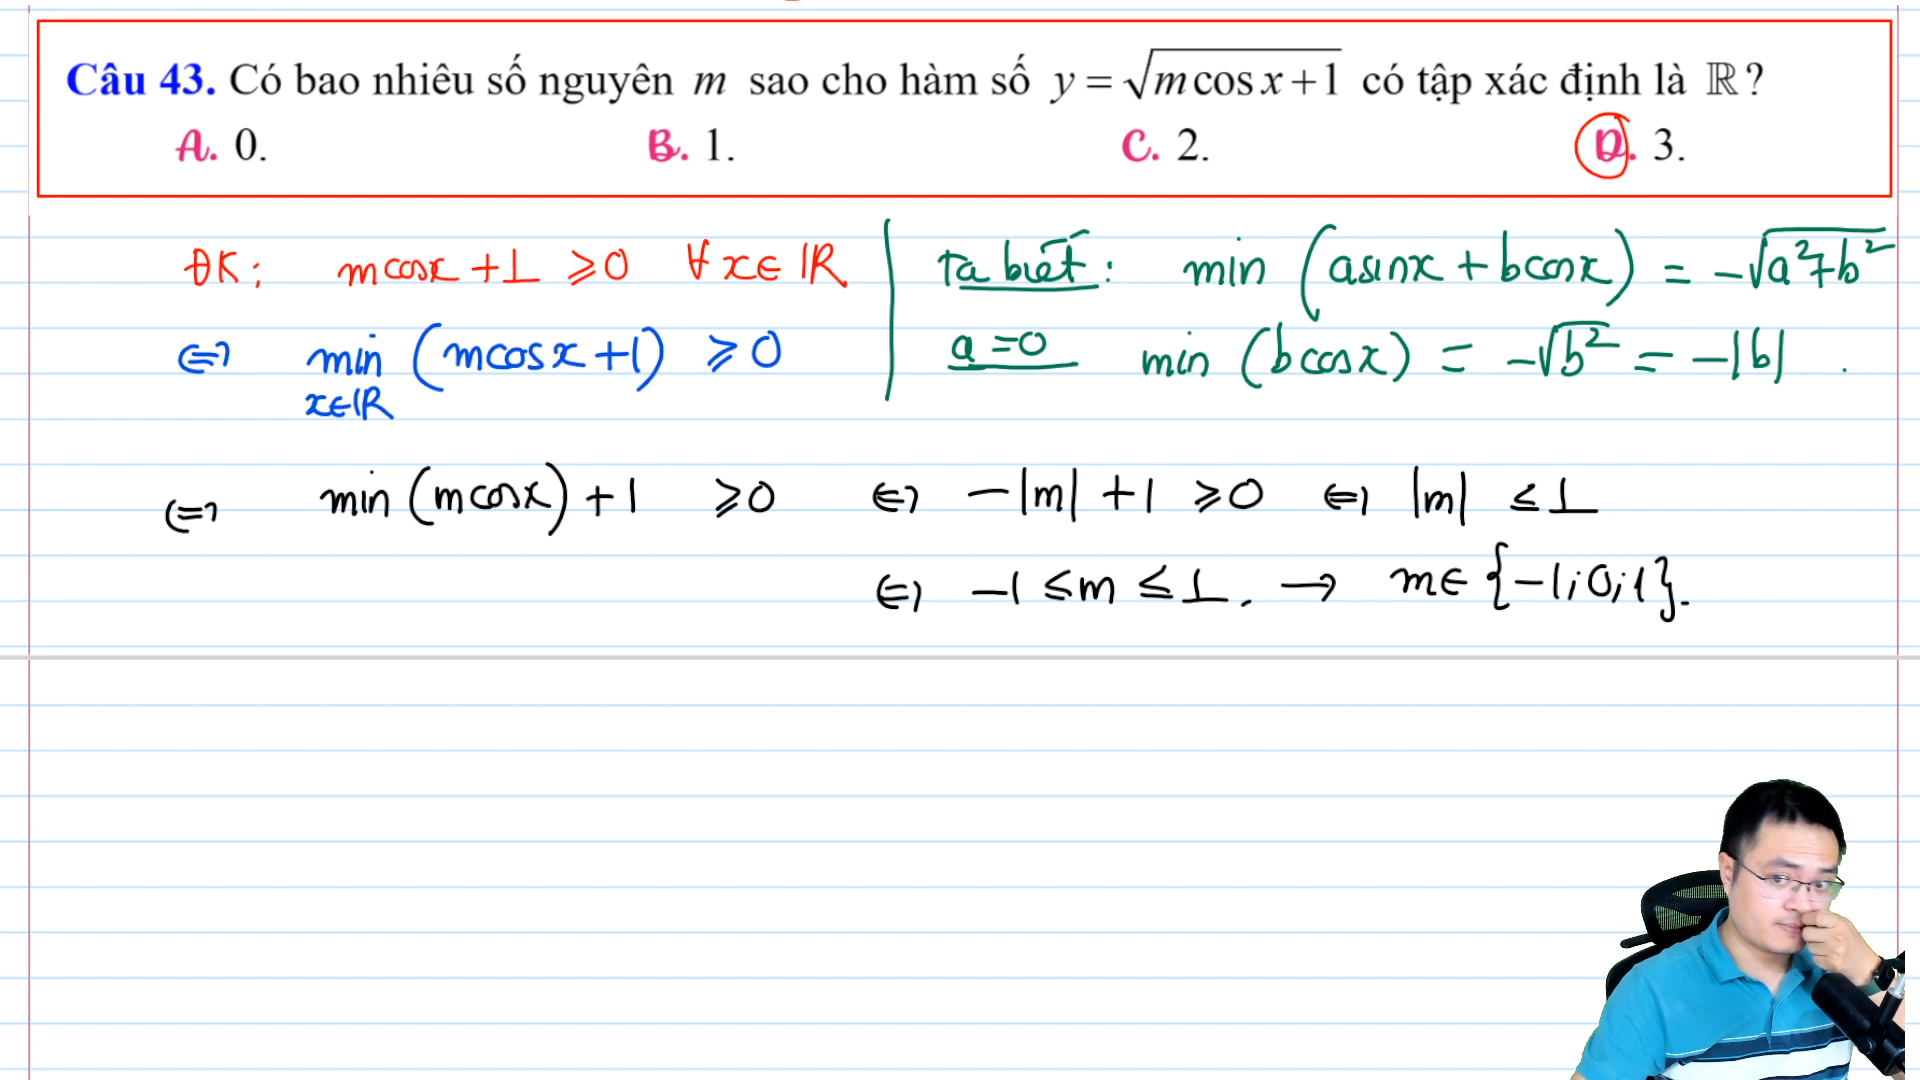 Câu 43. Có bao nhiêu số nguyên m sao cho hàm số y = √(m cos x + 1) có tập xác định là ℝ ?
A. 0. B. 1. C. 2. D. 3.
ĐK: mcosx + 1 ⩾ 0 ∀ x ∈ ℝ
⇔ min (mcosx + 1) ⩾ 0
x∈ℝ
ta biết: min (asinx + bcosx) = −√(a² + b²)
a = 0 min (bcosx) = −√b² = −|b| .
⇔ min (mcosx) + 1 ⩾ 0 ⇔ −|m| + 1 ⩾ 0 ⇔ |m| ≤ 1
⇔ −1 ≤ m ≤ 1. → m ∈ {−1; 0; 1}.